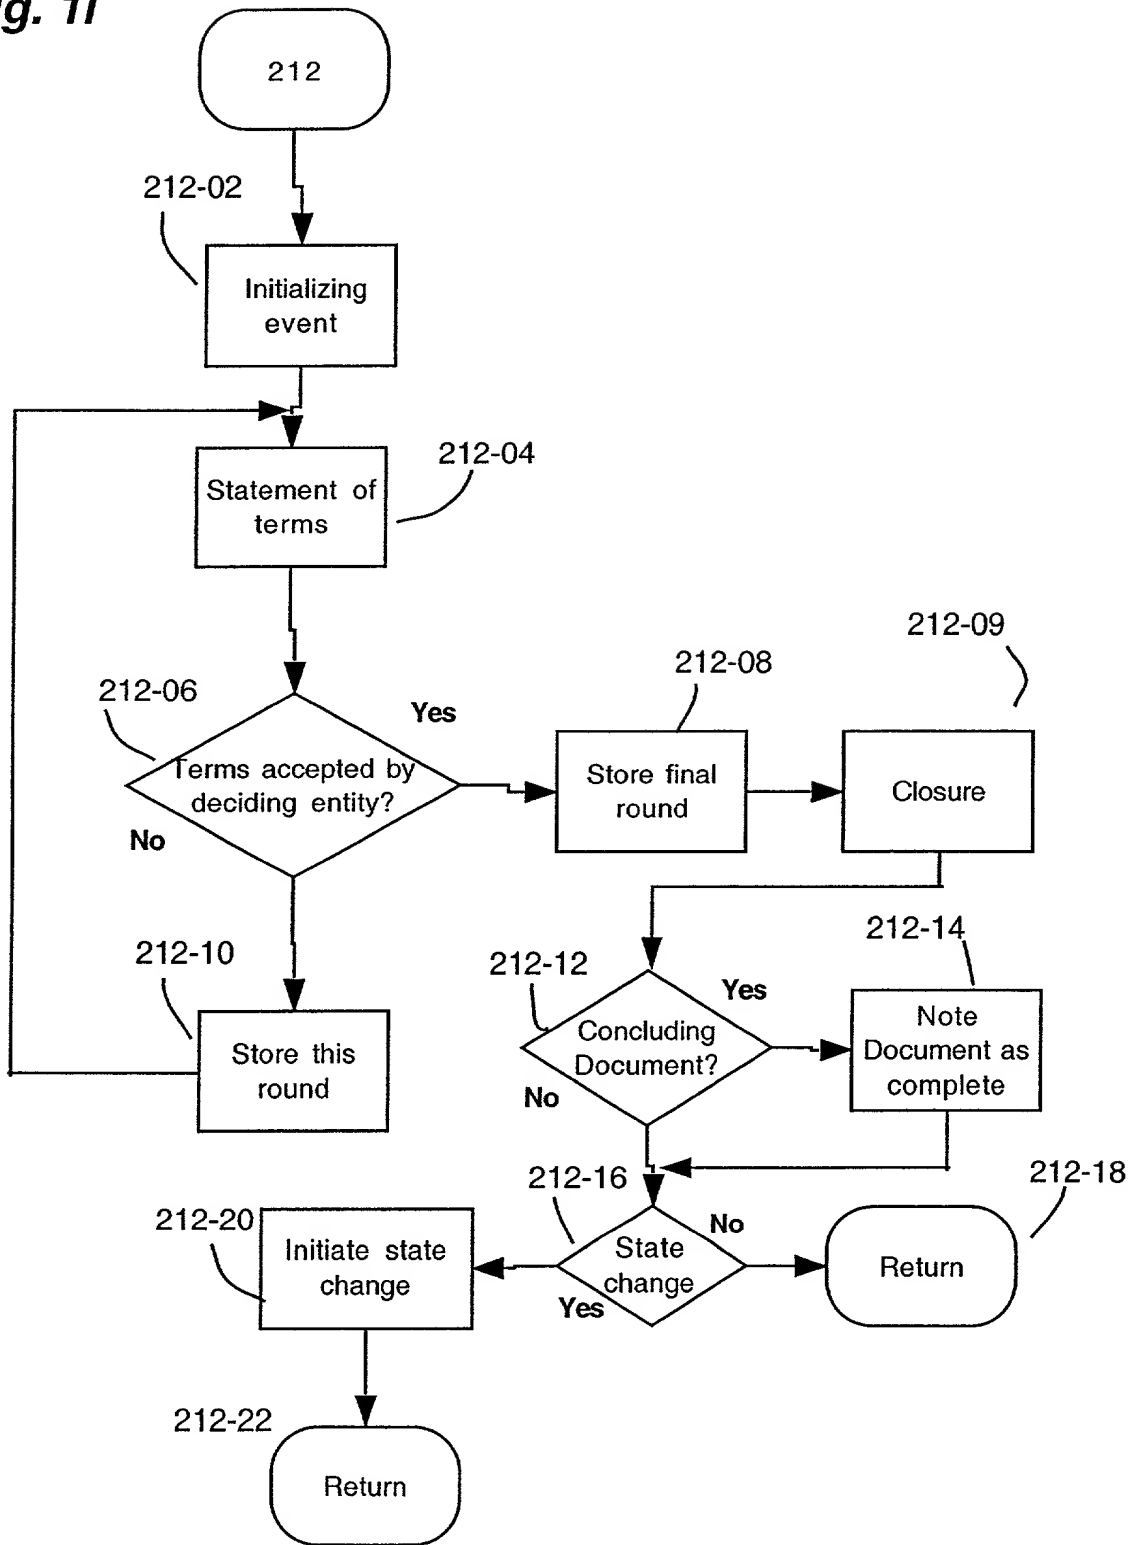 212
212-02
Initializing
event
212-04
Statement of
terms
212-06
Yes
Terms accepted by
deciding entity?
No
212-08
Store final
round
212-09
Closure
212-10
Store this
round
212-12
Yes
Concluding
Document?
No
212-14
Note
Document as
complete
212-16
No
State
change
Yes
212-18
Return
212-20
Initiate state
change
212-22
Return